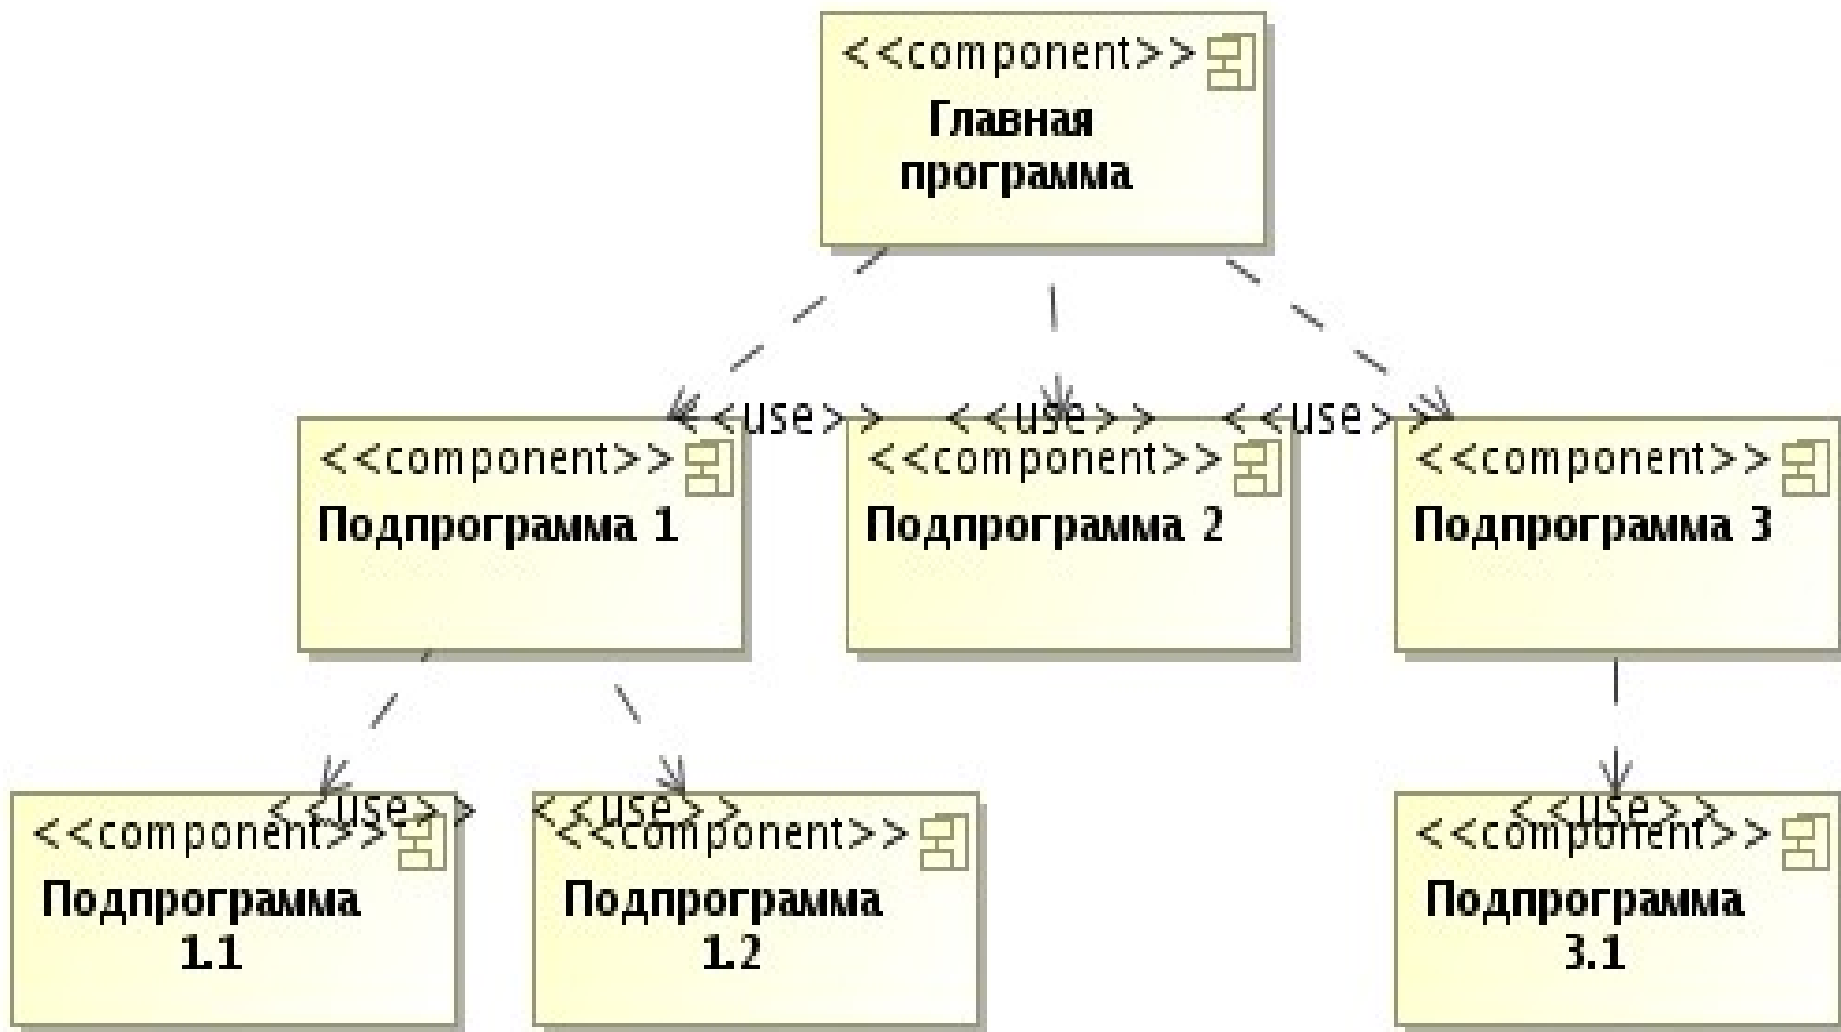 <<component>>
Главная
программа
<<use>> <<use>> <<use>>
<<component>> <<component>> <<component>>
Подпрограмма 1 Подпрограмма 2 Подпрограмма 3
<<use>> <<use>> <<use>>
<<component>> <<component>> <<component>>
Подпрограмма Подпрограмма Подпрограмма
1.1 1.2 3.1